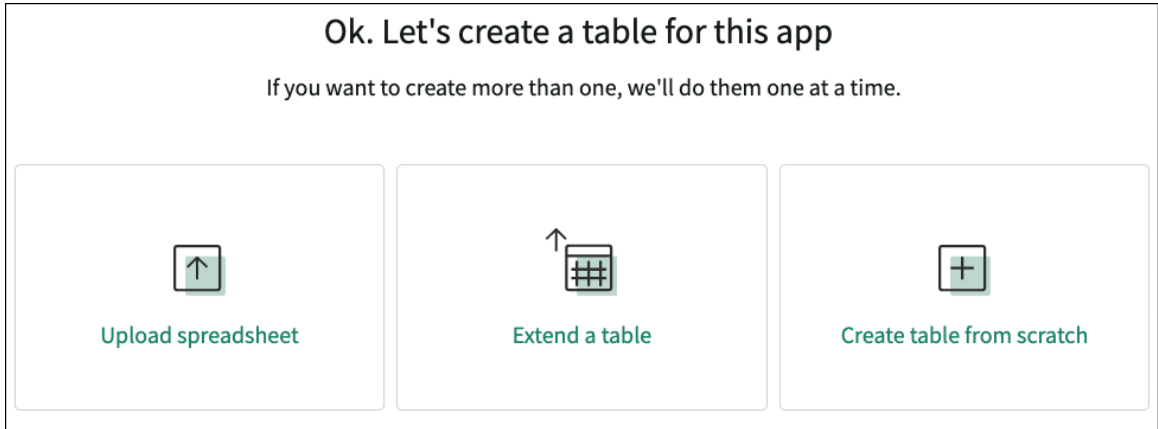 Ok. Let's create a table for this app
If you want to create more than one, we'll do them one at a time.
Upload spreadsheet
Extend a table
Create table from scratch